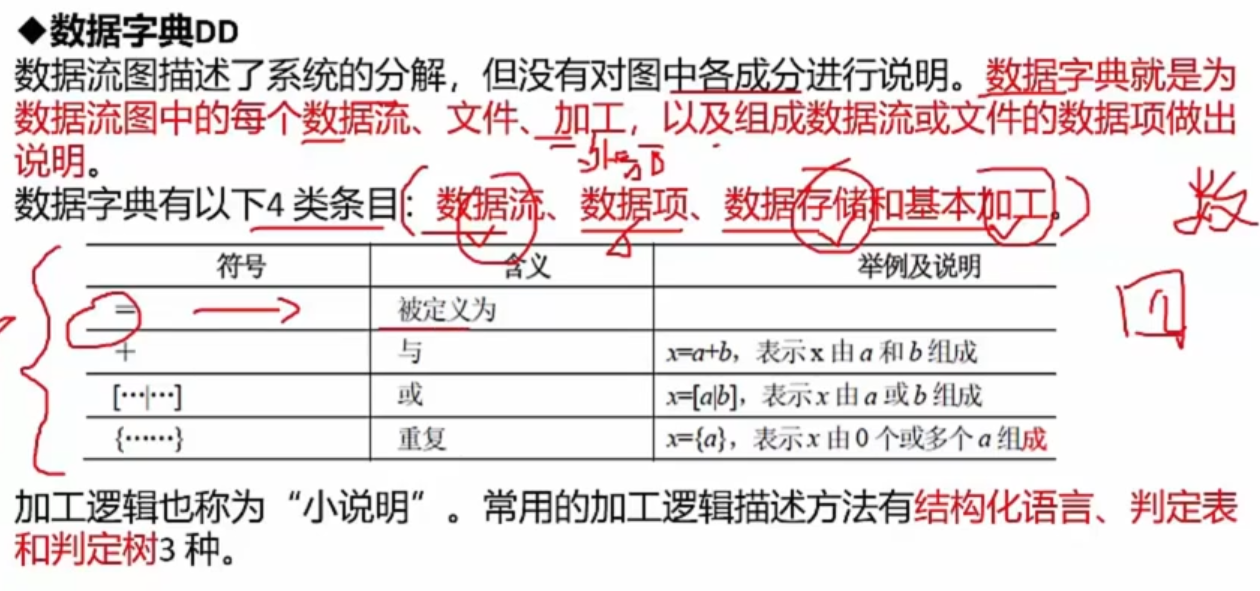 ◆数据字典DD
数据流图描述了系统的分解，但没有对图中各成分进行说明。数据字典就是为
数据流图中的每个数据流、文件、加工，以及组成数据流或文件的数据项做出
说明。
数据字典有以下4 类条目：数据流、数据项、数据存储和基本加工。
数
符号 含义 举例及说明
= 被定义为
+ 与 x=a+b，表示 x 由 a 和 b 组成
[···|···] 或 x=[a|b]，表示 x 由 a 或 b 组成
{······} 重复 x={a}，表示 x 由 0 个或多个 a 组成
加工逻辑也称为“小说明”。常用的加工逻辑描述方法有结构化语言、判定表
和判定树3 种。